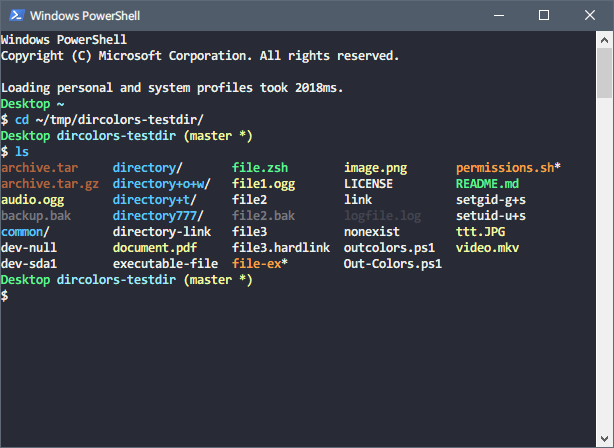 Windows PowerShell
Windows PowerShell
Copyright (C) Microsoft Corporation. All rights reserved.
Loading personal and system profiles took 2018ms.
Desktop ~
$ cd ~/tmp/dircolors-testdir/
Desktop dircolors-testdir (master *)
$ ls
archive.tar directory/ file.zsh image.png permissions.sh*
archive.tar.gz directory+o+w/ file1.ogg LICENSE README.md
audio.ogg directory+t/ file2 link setgid-g+s
backup.bak directory777/ file2.bak logfile.log setuid-u+s
common/ directory-link file3 nonexist ttt.JPG
dev-null document.pdf file3.hardlink outcolors.ps1 video.mkv
dev-sda1 executable-file file-ex* Out-Colors.ps1
Desktop dircolors-testdir (master *)
$